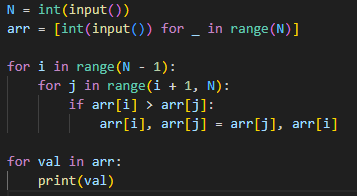 N = int(input())
arr = [int(input()) for _ in range(N)]

for i in range(N - 1):
    for j in range(i + 1, N):
        if arr[i] > arr[j]:
            arr[i], arr[j] = arr[j], arr[i]

for val in arr:
    print(val)